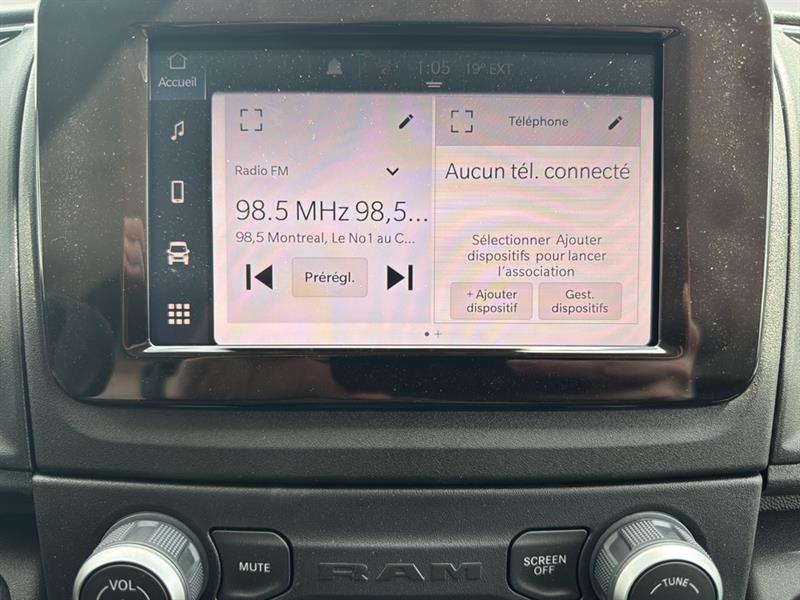 1:05 19° EXT
Accueil
Téléphone
Radio FM
Aucun tél. connecté
98.5 MHz 98,5...
98,5 Montreal, Le No1 au C...
Prérégl.
Sélectionner Ajouter
dispositifs pour lancer
l'association
+ Ajouter
dispositif
Gest.
dispositifs
MUTE
RAM
SCREEN
OFF
VOL
TUNE